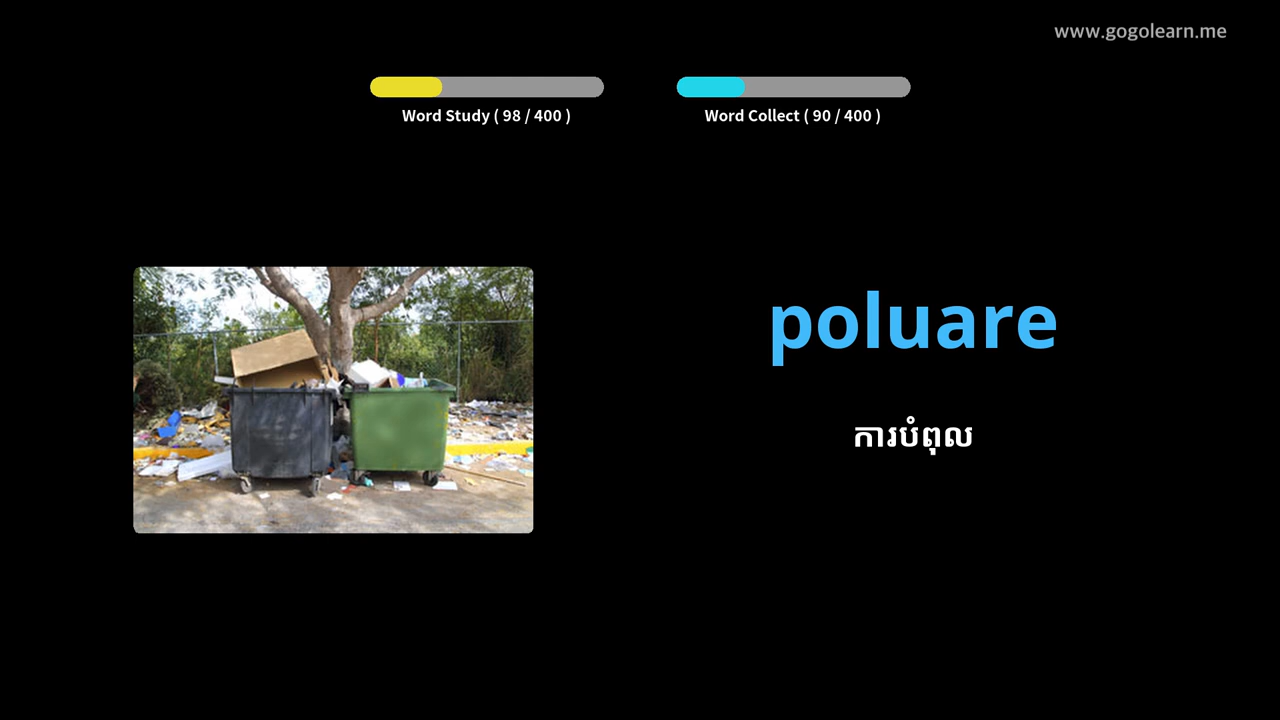 www.gogolearn.me
Word Study ( 98 / 400 )
Word Collect ( 90 / 400 )
poluare
ការបំពុល